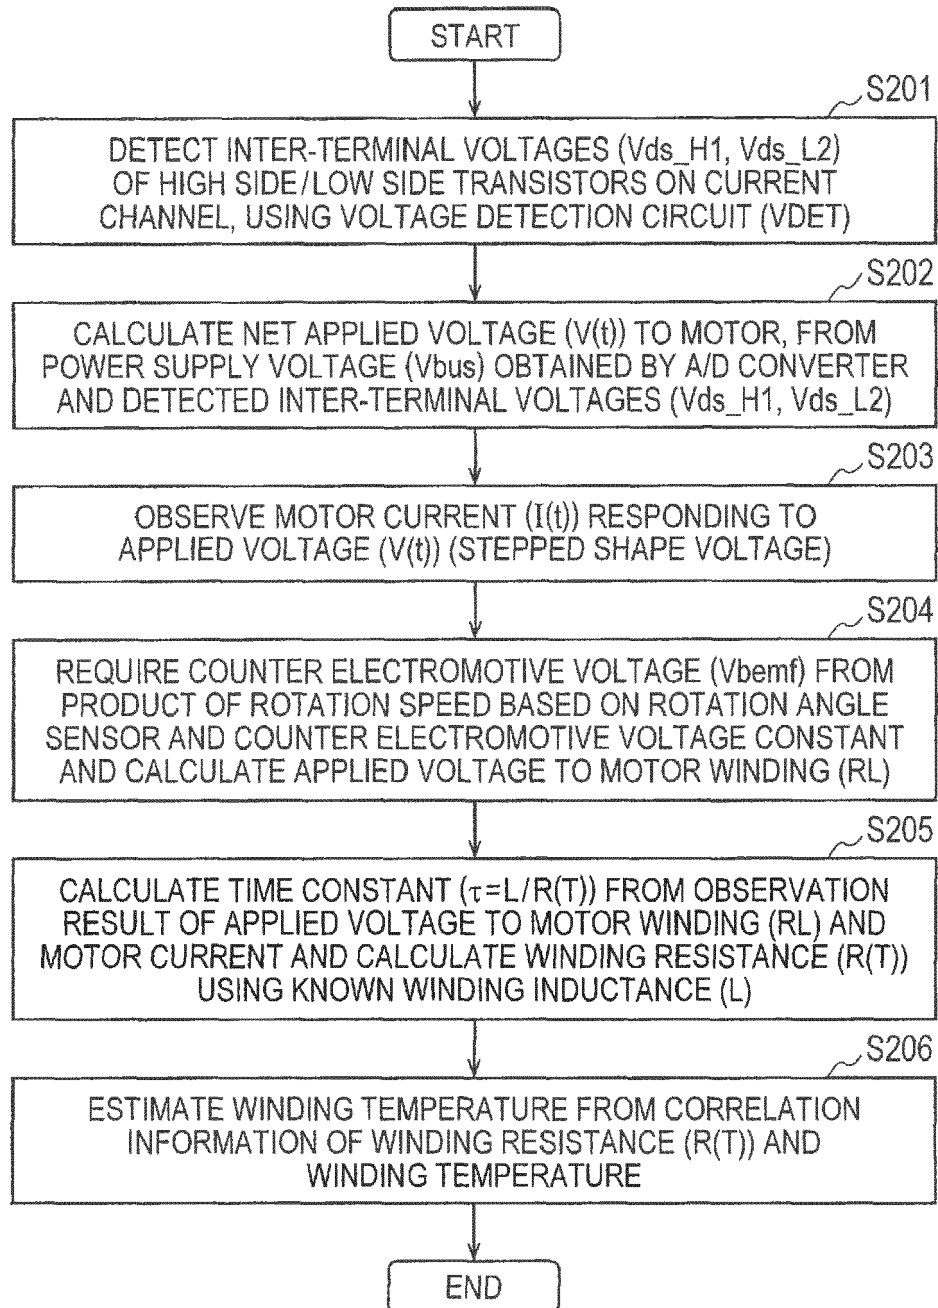 START
S201
DETECT INTER-TERMINAL VOLTAGES (Vds_H1, Vds_L2)
OF HIGH SIDE/LOW SIDE TRANSISTORS ON CURRENT
CHANNEL, USING VOLTAGE DETECTION CIRCUIT (VDET)
S202
CALCULATE NET APPLIED VOLTAGE (V(t)) TO MOTOR, FROM
POWER SUPPLY VOLTAGE (Vbus) OBTAINED BY A/D CONVERTER
AND DETECTED INTER-TERMINAL VOLTAGES (Vds_H1, Vds_L2)
S203
OBSERVE MOTOR CURRENT (I(t)) RESPONDING TO
APPLIED VOLTAGE (V(t)) (STEPPED SHAPE VOLTAGE)
S204
REQUIRE COUNTER ELECTROMOTIVE VOLTAGE (Vbemf) FROM
PRODUCT OF ROTATION SPEED BASED ON ROTATION ANGLE
SENSOR AND COUNTER ELECTROMOTIVE VOLTAGE CONSTANT
AND CALCULATE APPLIED VOLTAGE TO MOTOR WINDING (RL)
S205
CALCULATE TIME CONSTANT (τ=L/R(T)) FROM OBSERVATION
RESULT OF APPLIED VOLTAGE TO MOTOR WINDING (RL) AND
MOTOR CURRENT AND CALCULATE WINDING RESISTANCE (R(T))
USING KNOWN WINDING INDUCTANCE (L)
S206
ESTIMATE WINDING TEMPERATURE FROM CORRELATION
INFORMATION OF WINDING RESISTANCE (R(T)) AND
WINDING TEMPERATURE
END